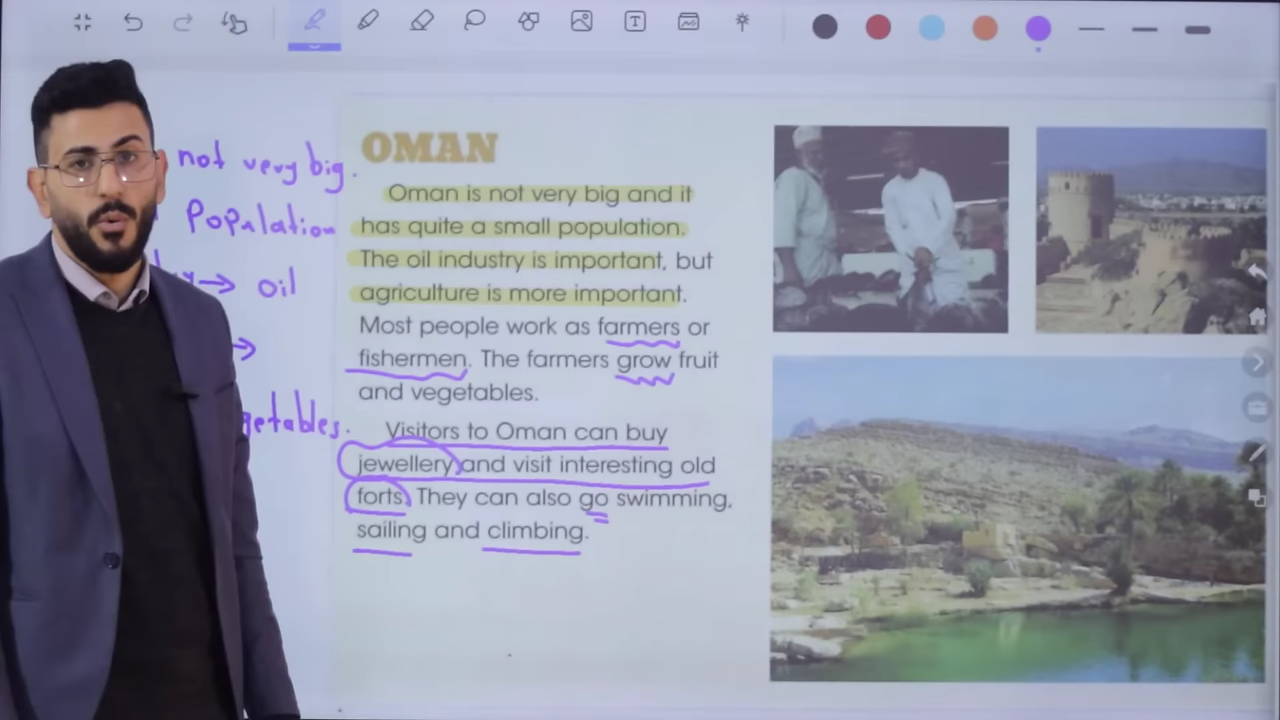 not very big.
Population
→ oil
→
getables.
OMAN
Oman is not very big and it
has quite a small population.
The oil industry is important, but
agriculture is more important.
Most people work as farmers or
fishermen. The farmers grow fruit
and vegetables.
Visitors to Oman can buy
jewellery and visit interesting old
forts. They can also go swimming,
sailing and climbing.